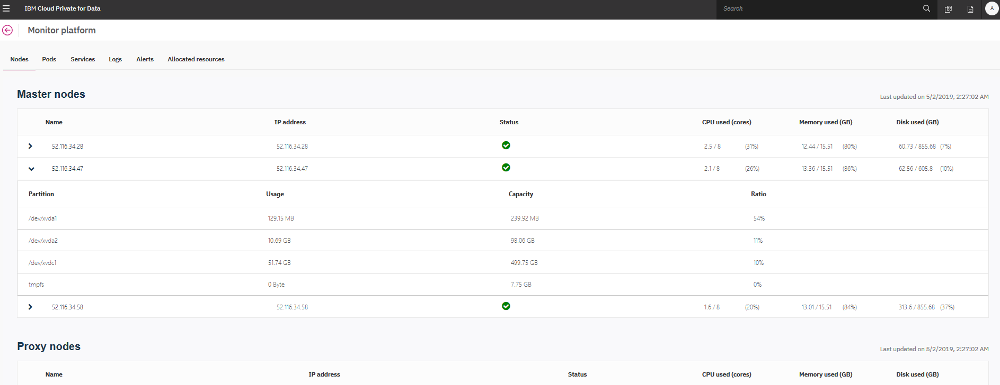 IBM Cloud Private for Data
Search
A
Monitor platform
Nodes Pods Services Logs Alerts Allocated resources
Master nodes
Last updated on 5/2/2019, 2:27:02 AM
Name IP address Status CPU used (cores) Memory used (GB) Disk used (GB)
52.116.34.28 52.116.34.28 2.5 / 8 (31%) 12.44 / 15.51 (80%) 60.73 / 855.68 (7%)
52.116.34.47 52.116.34.47 2.1 / 8 (26%) 13.36 / 15.51 (86%) 62.56 / 605.8 (10%)
Partition Usage Capacity Ratio
/dev/xvda1 129.15 MB 239.92 MB 54%
/dev/xvda2 10.69 GB 98.06 GB 11%
/dev/xvdc1 51.74 GB 499.75 GB 10%
tmpfs 0 Byte 7.75 GB 0%
52.116.34.58 52.116.34.58 1.6 / 8 (20%) 13.01 / 15.51 (84%) 313.6 / 855.68 (37%)
Proxy nodes
Last updated on 5/2/2019, 2:27:02 AM
Name IP address Status CPU used (cores) Memory used (GB) Disk used (GB)